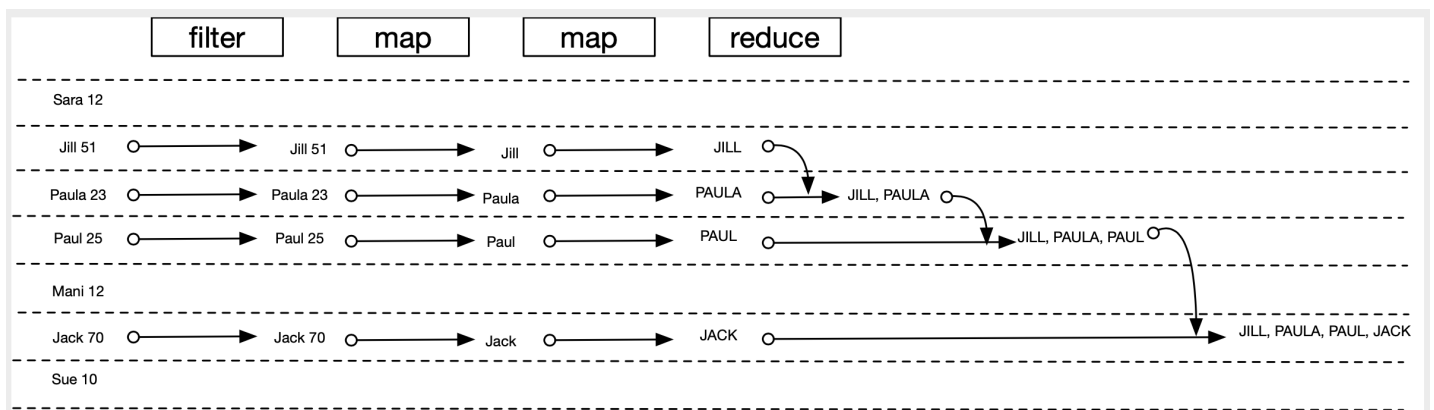 filter map map reduce
Sara 12
Jill 51 Jill 51 Jill JILL
Paula 23 Paula 23 Paula PAULA JILL, PAULA
Paul 25 Paul 25 Paul PAUL JILL, PAULA, PAUL
Mani 12
Jack 70 Jack 70 Jack JACK JILL, PAULA, PAUL, JACK
Sue 10